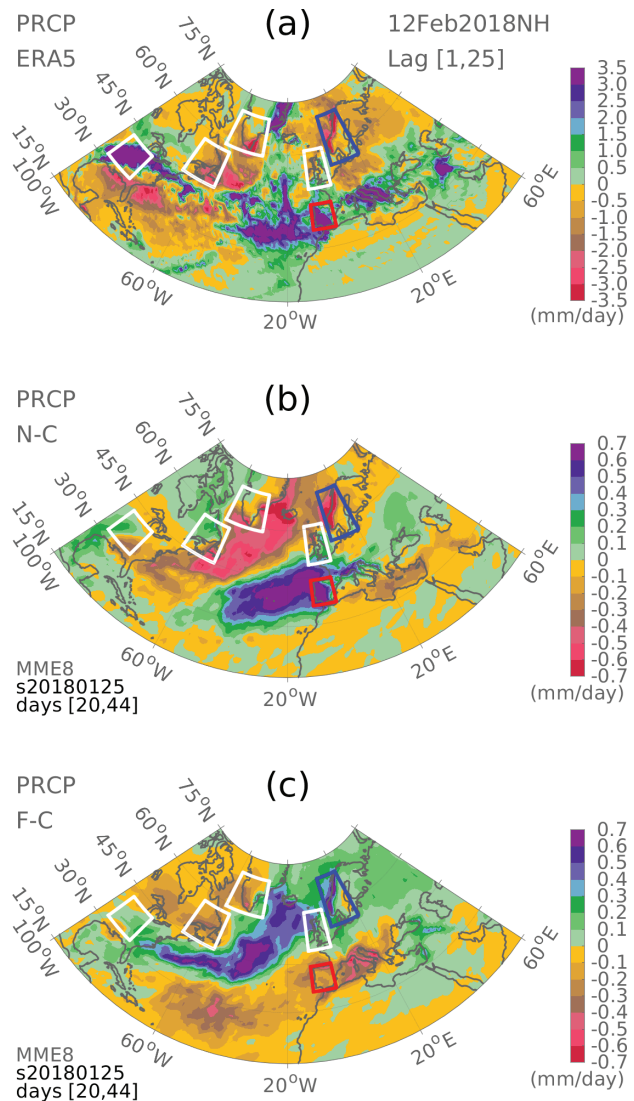 (a)
PRCP
ERA5
12Feb2018NH
Lag [1,25]
75°N
60°N
45°N
30°N
15°N
100°W
60°W
20°W
20°E
60°E
3.5
3.0
2.5
2.0
1.5
1.0
0.5
0
-0.5
-1.0
-1.5
-2.0
-2.5
-3.0
-3.5
(mm/day)
(b)
PRCP
N-C
75°N
60°N
45°N
30°N
15°N
100°W
60°W
20°W
20°E
60°E
0.7
0.6
0.5
0.4
0.3
0.2
0.1
0
-0.1
-0.2
-0.3
-0.4
-0.5
-0.6
-0.7
(mm/day)
MME8
s20180125
days [20,44]
(c)
PRCP
F-C
75°N
60°N
45°N
30°N
15°N
100°W
60°W
20°W
20°E
60°E
0.7
0.6
0.5
0.4
0.3
0.2
0.1
0
-0.1
-0.2
-0.3
-0.4
-0.5
-0.6
-0.7
(mm/day)
MME8
s20180125
days [20,44]